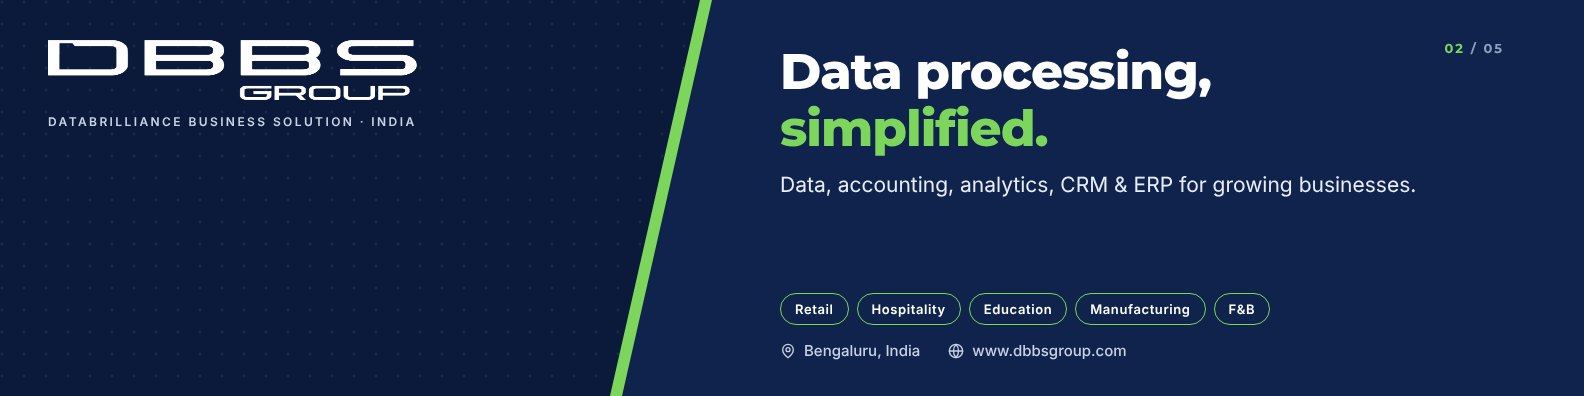 DBBS
GROUP
DATABRILLIANCE BUSINESS SOLUTION · INDIA
02 / 05
Data processing,
simplified.
Data, accounting, analytics, CRM & ERP for growing businesses.
Retail Hospitality Education Manufacturing F&B
Bengaluru, India www.dbbsgroup.com